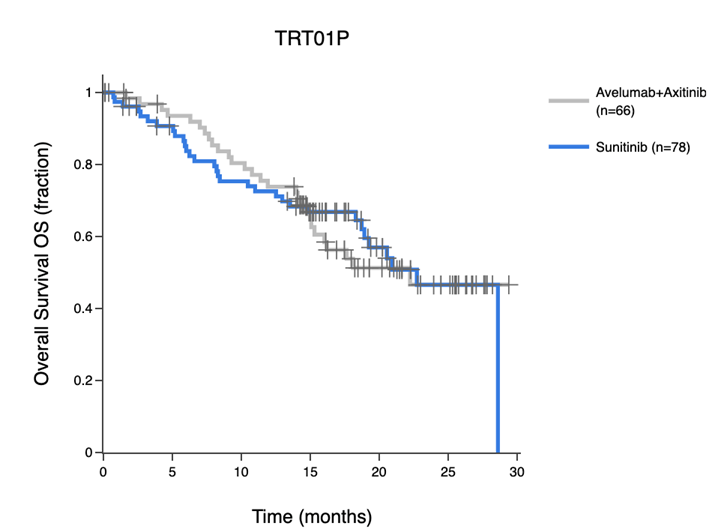 TRT01P
Avelumab+Axitinib
(n=66)
Sunitinib (n=78)
Overall Survival OS (fraction)
1
0.8
0.6
0.4
0.2
0
0 5 10 15 20 25 30
Time (months)